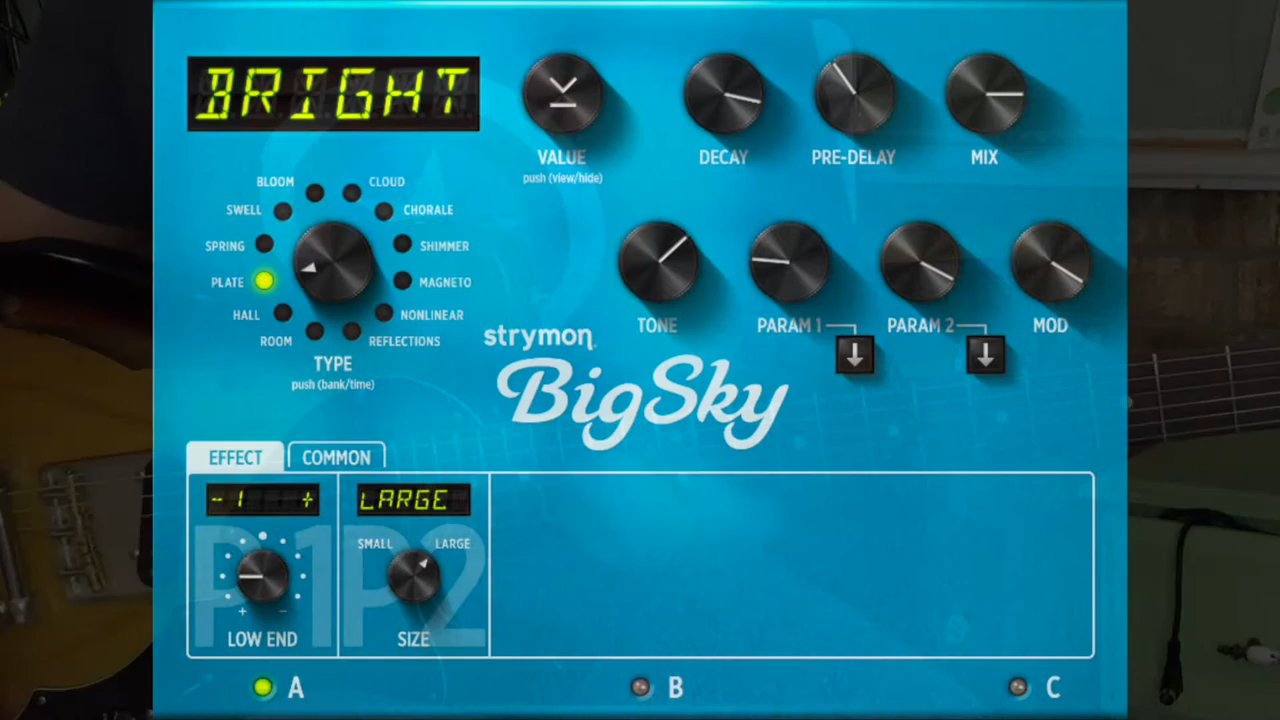 BRIGHT
VALUE
push (view/hide)
DECAY
PRE-DELAY
MIX
BLOOM
CLOUD
SWELL
CHORALE
SPRING
SHIMMER
PLATE
MAGNETO
HALL
NONLINEAR
ROOM
REFLECTIONS
TYPE
push (bank/time)
TONE
PARAM 1
PARAM 2
MOD
strymon
BigSky
EFFECT
COMMON
-1 +
LARGE
P1
P2
SMALL
LARGE
+ -
LOW END
SIZE
A
B
C